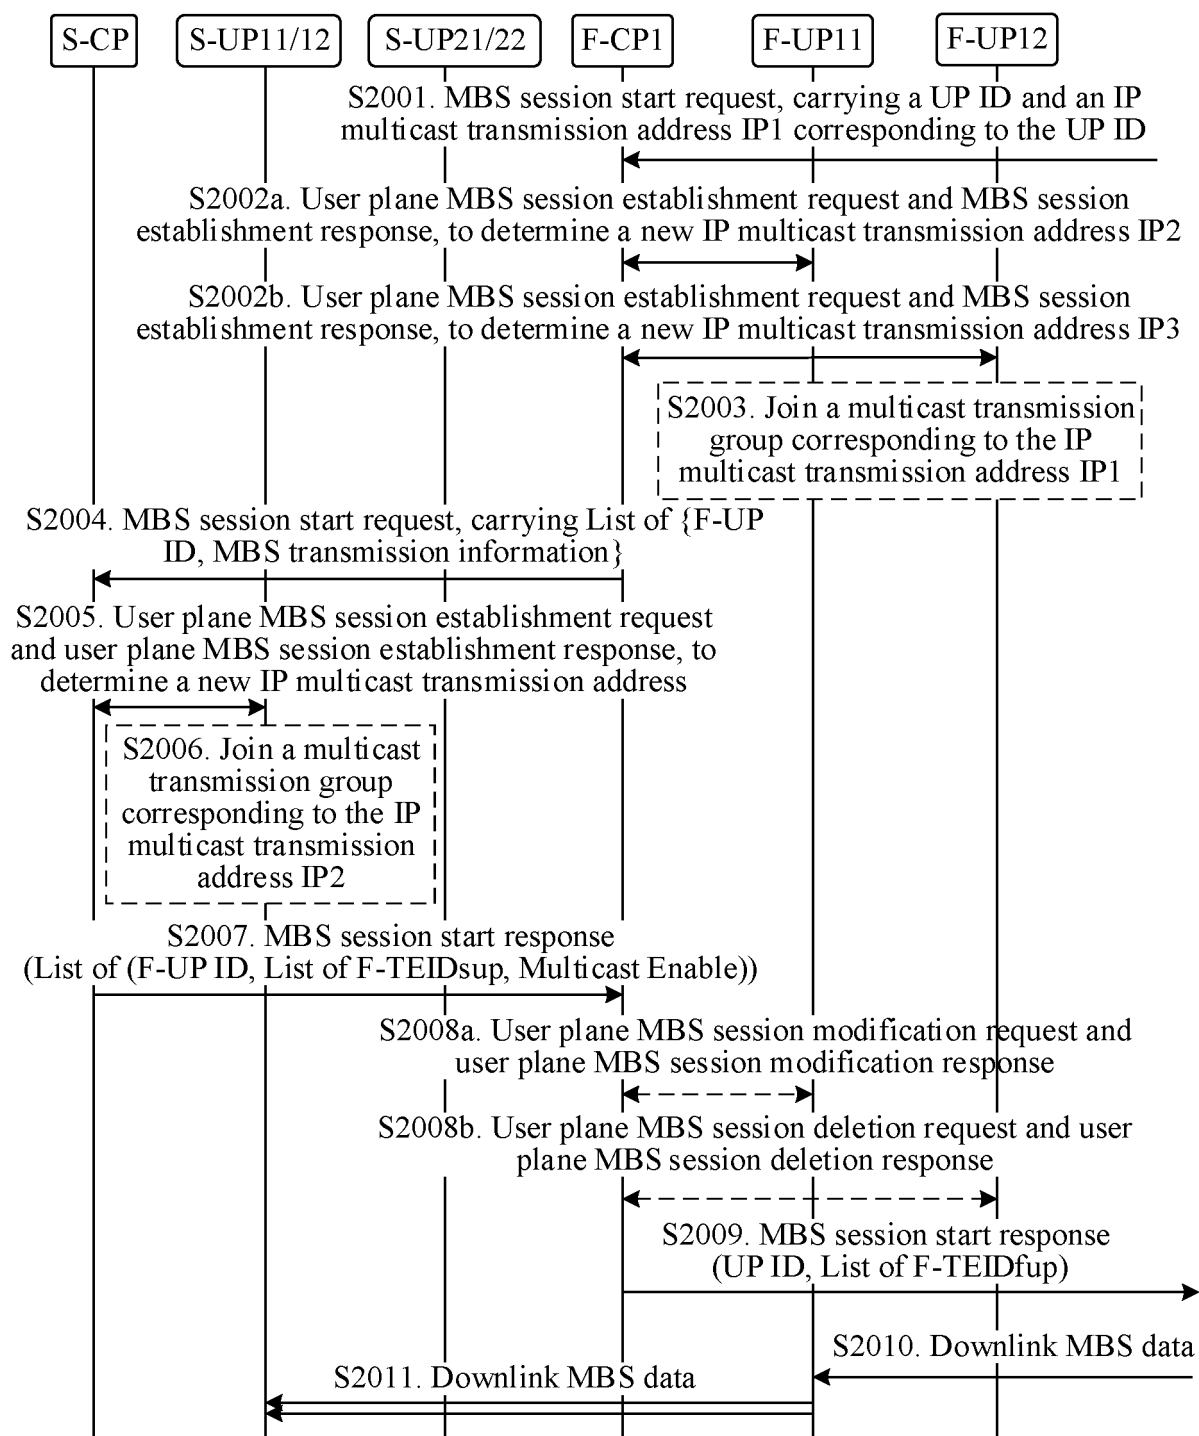 S-CP
S-UP11/12
S-UP21/22
F-CP1
F-UP11
F-UP12
S2001. MBS session start request, carrying a UP ID and an IP
multicast transmission address IP1 corresponding to the UP ID
S2002a. User plane MBS session establishment request and MBS session
establishment response, to determine a new IP multicast transmission address IP2
S2002b. User plane MBS session establishment request and MBS session
establishment response, to determine a new IP multicast transmission address IP3
S2003. Join a multicast transmission
group corresponding to the IP
multicast transmission address IP1
S2004. MBS session start request, carrying List of {F-UP
ID, MBS transmission information}
S2005. User plane MBS session establishment request
and user plane MBS session establishment response, to
determine a new IP multicast transmission address
S2006. Join a multicast
transmission group
corresponding to the IP
multicast transmission
address IP2
S2007. MBS session start response
(List of (F-UP ID, List of F-TEIDsup, Multicast Enable))
S2008a. User plane MBS session modification request and
user plane MBS session modification response
S2008b. User plane MBS session deletion request and user
plane MBS session deletion response
S2009. MBS session start response
(UP ID, List of F-TEIDfup)
S2010. Downlink MBS data
S2011. Downlink MBS data